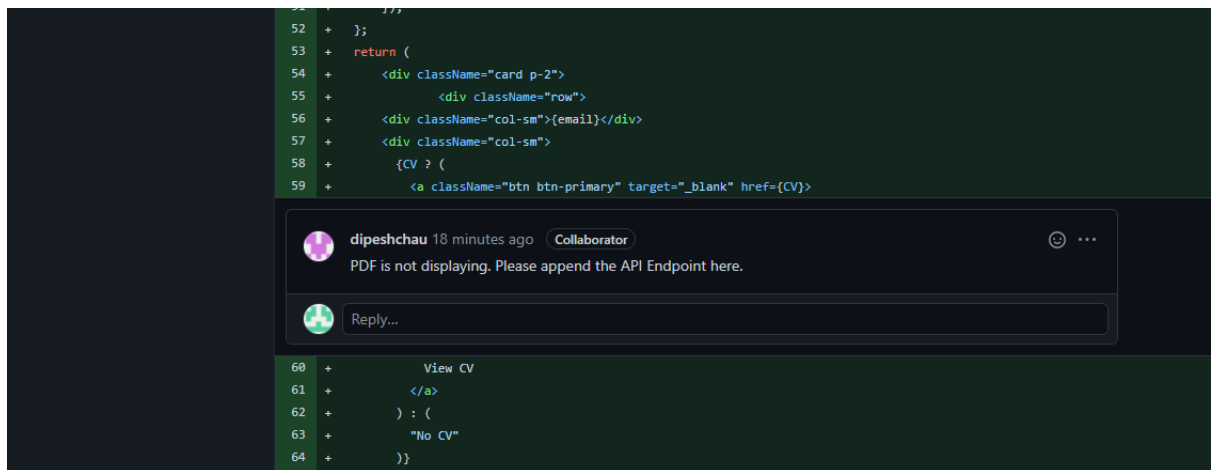 52 + };
53 + return (
54 + <div className="card p-2">
55 + <div className="row">
56 + <div className="col-sm">{email}</div>
57 + <div className="col-sm">
58 + {CV ? (
59 + <a className="btn btn-primary" target="_blank" href={CV}>
dipeshchau 18 minutes ago Collaborator
PDF is not displaying. Please append the API Endpoint here.
Reply...
60 + View CV
61 + </a>
62 + ) : (
63 + "No CV"
64 + )}